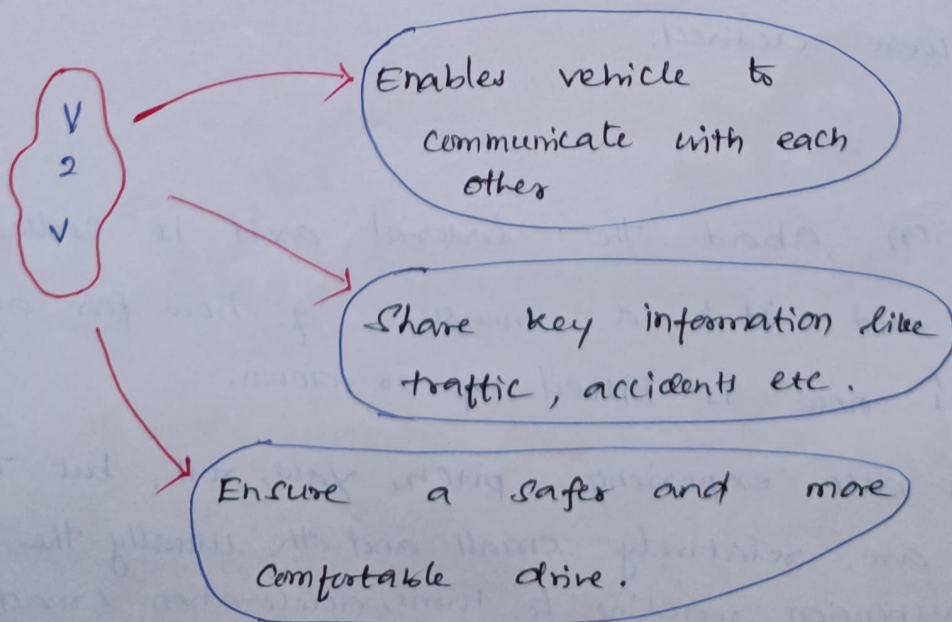 V
2
V
Enables vehicle to
communicate with each
other
Share key information like
traffic, accidents etc.
Ensure a safer and more
comfortable drive.